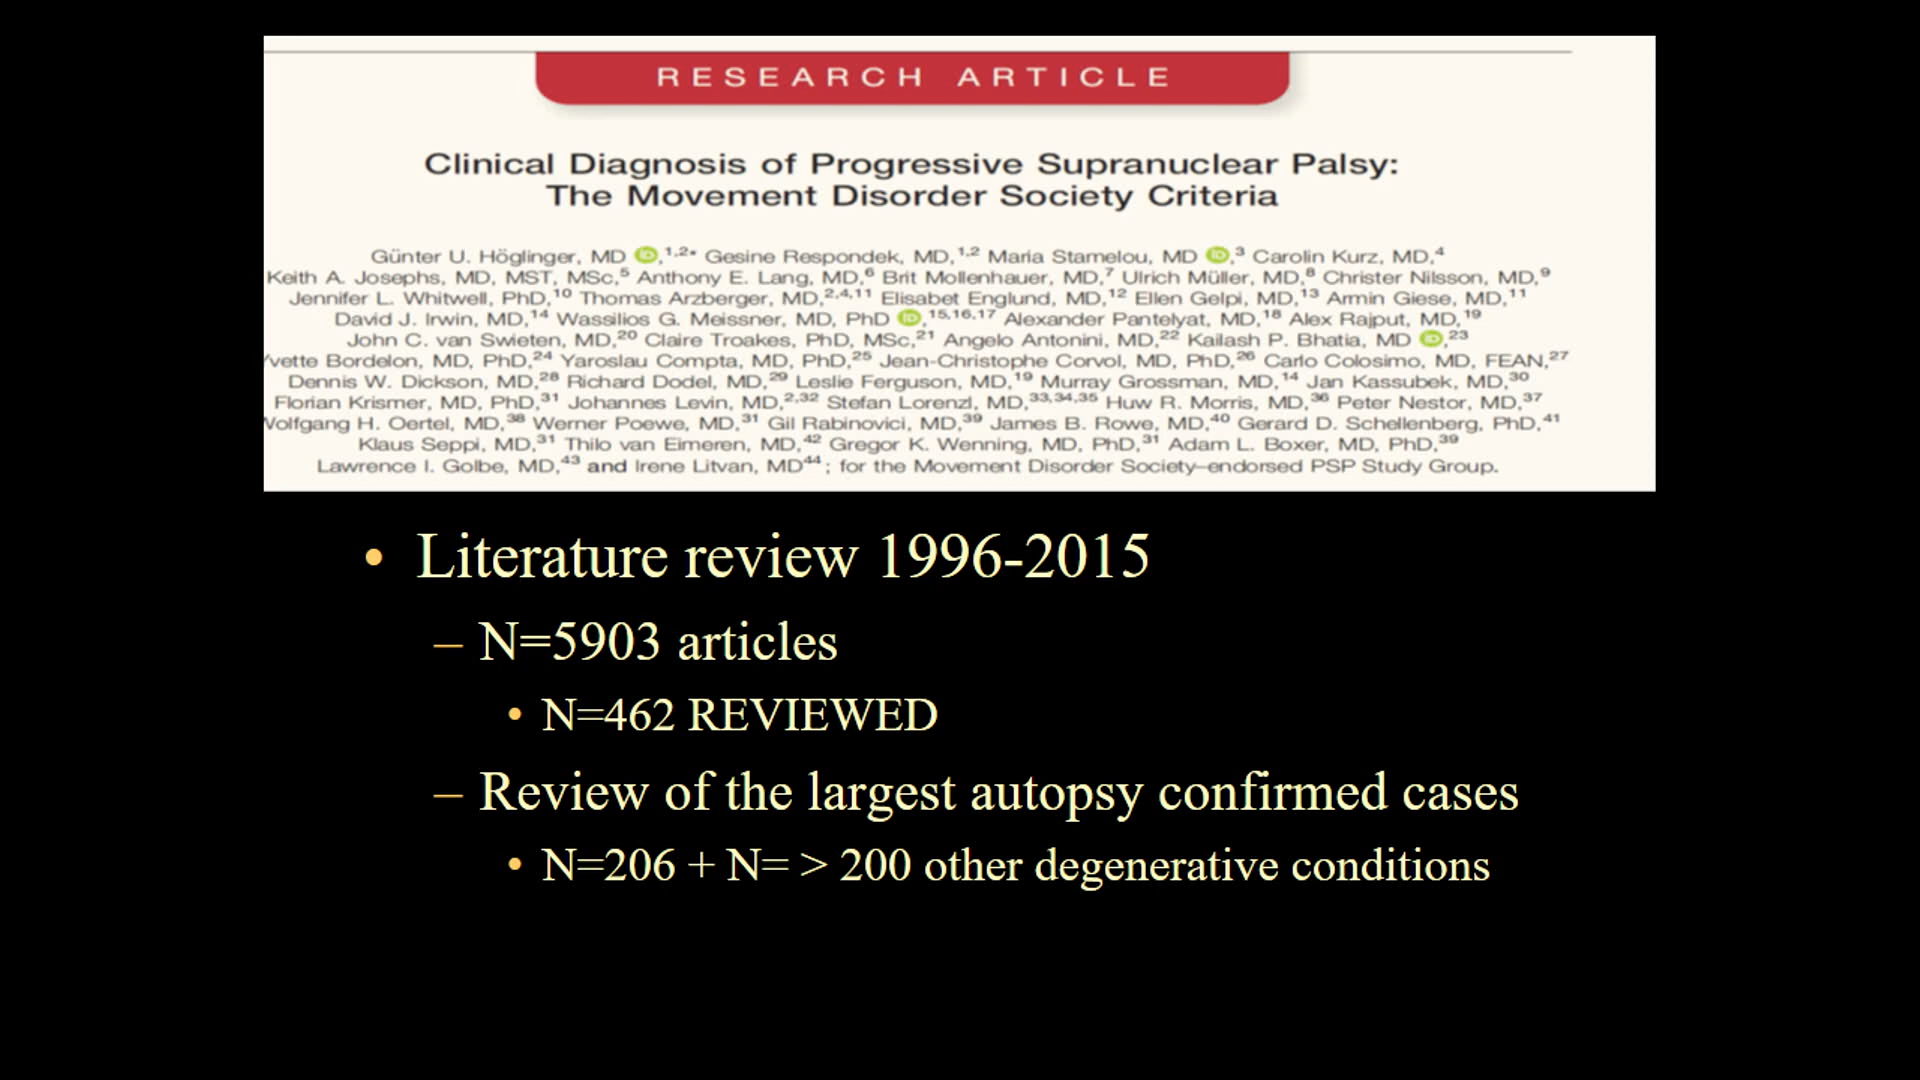 RESEARCH ARTICLE
Clinical Diagnosis of Progressive Supranuclear Palsy:
The Movement Disorder Society Criteria
Günter U. Höglinger, MD iD,1,2* Gesine Respondek, MD,1,2 Maria Stamelou, MD iD,3 Carolin Kurz, MD,4
Keith A. Josephs, MD, MST, MSc,5 Anthony E. Lang, MD,6 Brit Mollenhauer, MD,7 Ulrich Müller, MD,8 Christer Nilsson, MD,9
Jennifer L. Whitwell, PhD,10 Thomas Arzberger, MD,2,4,11 Elisabet Englund, MD,12 Ellen Gelpi, MD,13 Armin Giese, MD,11
David J. Irwin, MD,14 Wassilios G. Meissner, MD, PhD iD,15,16,17 Alexander Pantelyat, MD,18 Alex Rajput, MD,19
John C. van Swieten, MD,20 Claire Troakes, PhD, MSc,21 Angelo Antonini, MD,22 Kailash P. Bhatia, MD iD,23
vette Bordelon, MD, PhD,24 Yaroslau Compta, MD, PhD,25 Jean-Christophe Corvol, MD, PhD,26 Carlo Colosimo, MD, FEAN,27
Dennis W. Dickson, MD,28 Richard Dodel, MD,29 Leslie Ferguson, MD,19 Murray Grossman, MD,14 Jan Kassubek, MD,30
Florian Krismer, MD, PhD,31 Johannes Levin, MD,2,32 Stefan Lorenzl, MD,33,34,35 Huw R. Morris, MD,36 Peter Nestor, MD,37
Wolfgang H. Oertel, MD,38 Werner Poewe, MD,31 Gil Rabinovici, MD,39 James B. Rowe, MD,40 Gerard D. Schellenberg, PhD,41
Klaus Seppi, MD,31 Thilo van Eimeren, MD,42 Gregor K. Wenning, MD, PhD,31 Adam L. Boxer, MD, PhD,39
Lawrence I. Golbe, MD,43 and Irene Litvan, MD44; for the Movement Disorder Society–endorsed PSP Study Group.
• Literature review 1996-2015
– N=5903 articles
• N=462 REVIEWED
– Review of the largest autopsy confirmed cases
• N=206 + N= > 200 other degenerative conditions